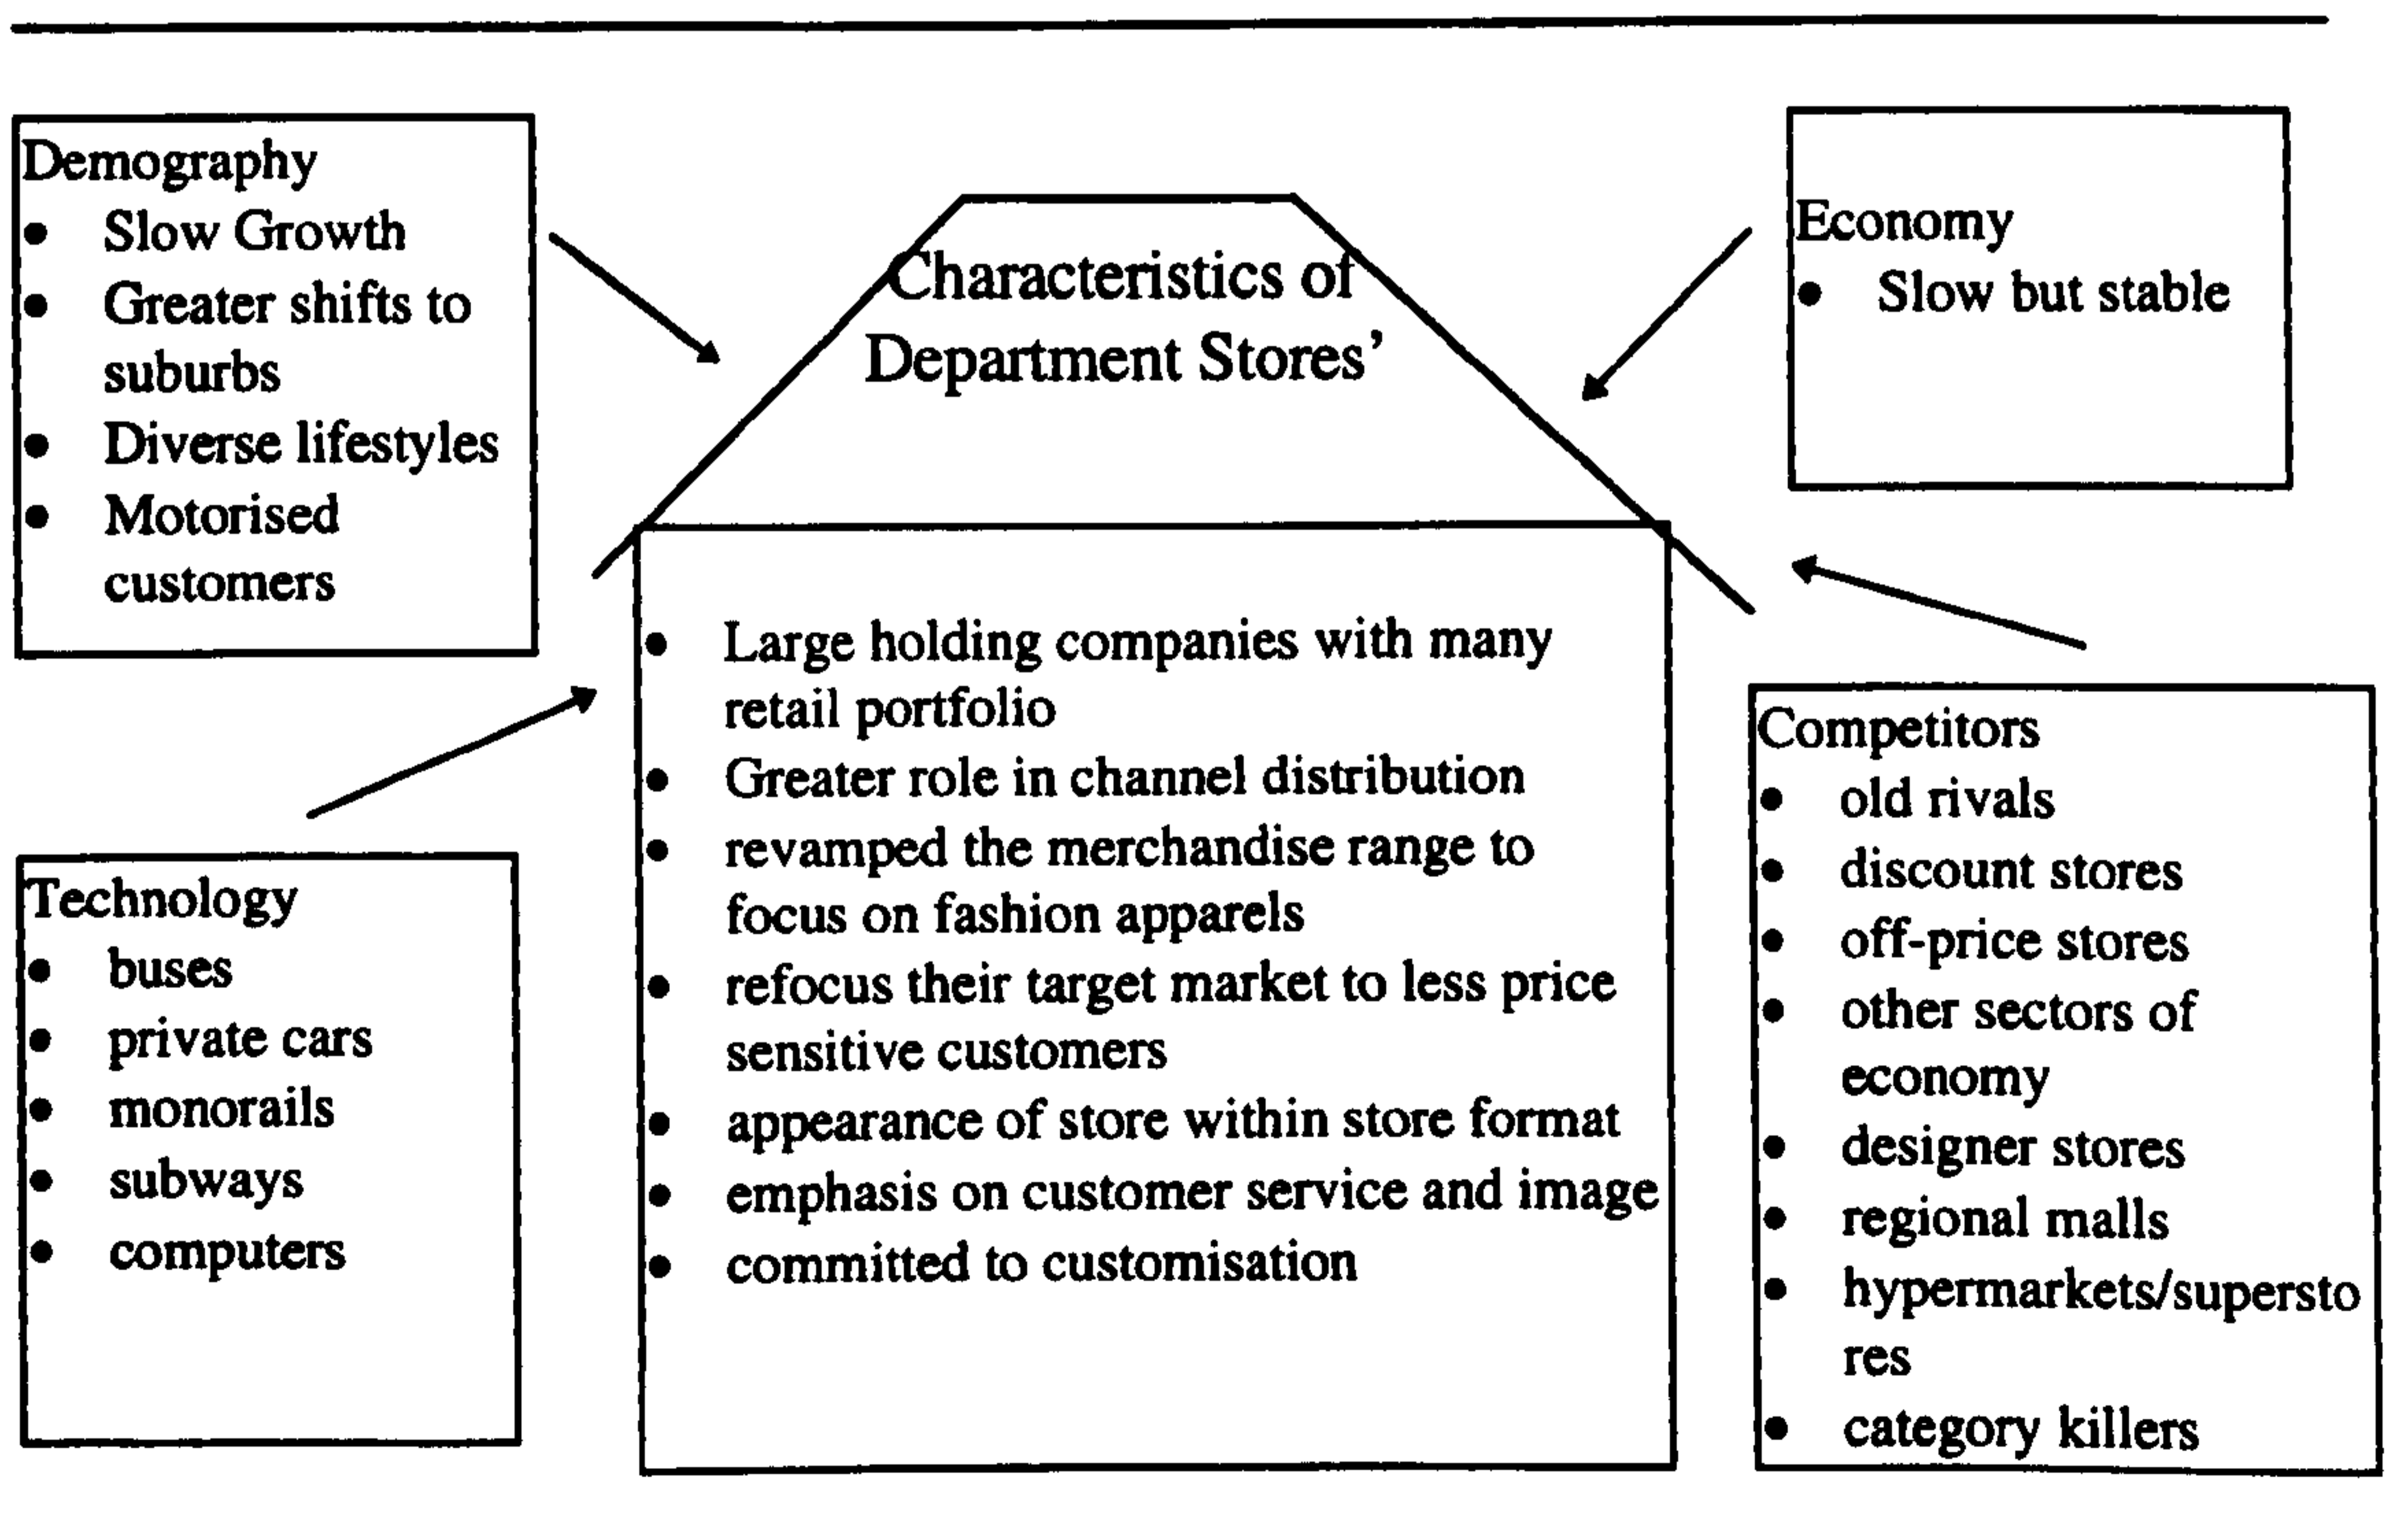 Demography
• Slow Growth
• Greater shifts to
suburbs
• Diverse lifestyles
• Motorised
customers
Characteristics of
Department Stores’
Economy
• Slow but stable
Technology
• buses
• private cars
• monorails
• subways
• computers
• Large holding companies with many
retail portfolio
• Greater role in channel distribution
• revamped the merchandise range to
focus on fashion apparels
• refocus their target market to less price
sensitive customers
• appearance of store within store format
• emphasis on customer service and image
• committed to customisation
Competitors
• old rivals
• discount stores
• off-price stores
• other sectors of
economy
• designer stores
• regional malls
• hypermarkets/supersto
res
• category killers